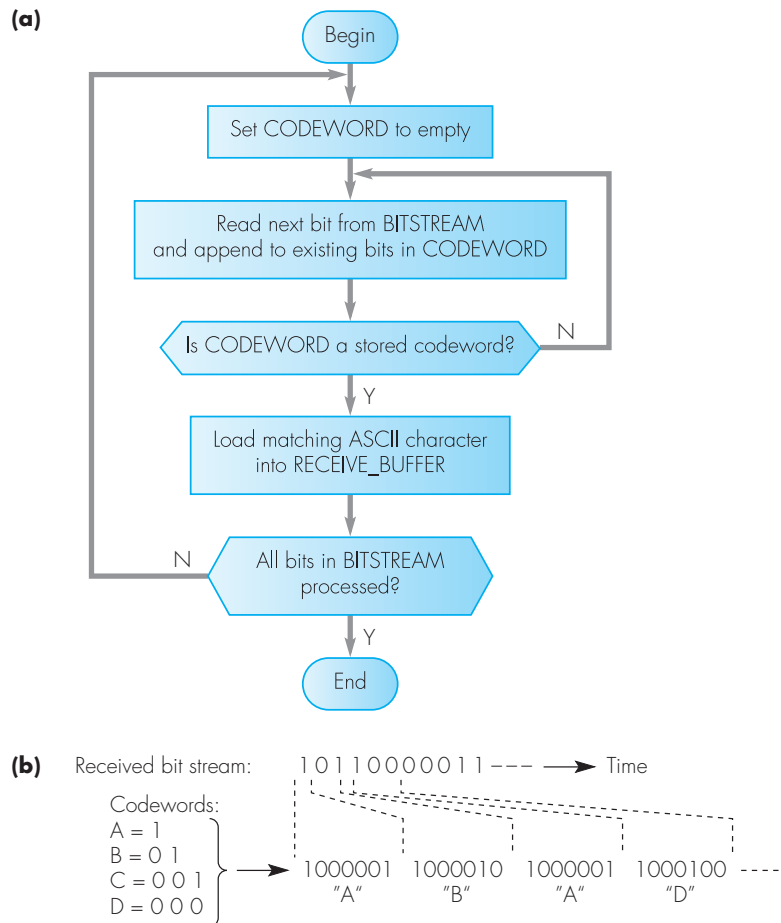 (a)
Begin
Set CODEWORD to empty
Read next bit from BITSTREAM
and append to existing bits in CODEWORD
Is CODEWORD a stored codeword?
N
Y
Load matching ASCII character
into RECEIVE_BUFFER
N
All bits in BITSTREAM
processed?
Y
End
(b)
Received bit stream: 1 0 1 1 0 0 0 0 0 1 1 ---- Time
Codewords:
A = 1
B = 0 1
C = 0 0 1
D = 0 0 0
1000001 1000010 1000001 1000100 ----
"A" "B" "A" "D"